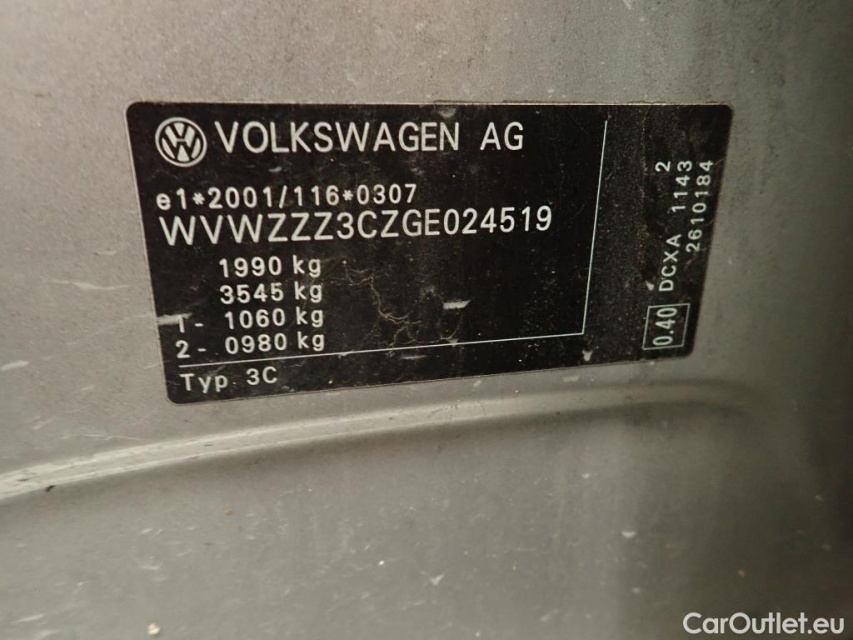 VOLKSWAGEN AG
e1*2001/116*0307
WVWZZZ3CZGE024519
1990 kg
3545 kg
1- 1060 kg
2- 0980 kg
Typ 3C
0.40 DCXA 1143 2
2610184
CarOutlet.eu